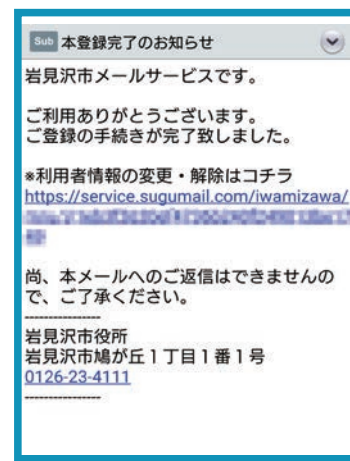 Sub 本登録完了のお知らせ
岩見沢市メールサービスです。
ご利用ありがとうございます。
ご登録の手続きが完了致しました。
*利用者情報の変更・解除はコチラ
https://service.sugumail.com/iwamizawa/
尚、本メールへのご返信はできませんの
で、ご了承ください。
----------------
岩見沢市役所
岩見沢市鳩が丘1丁目1番1号
0126-23-4111
----------------